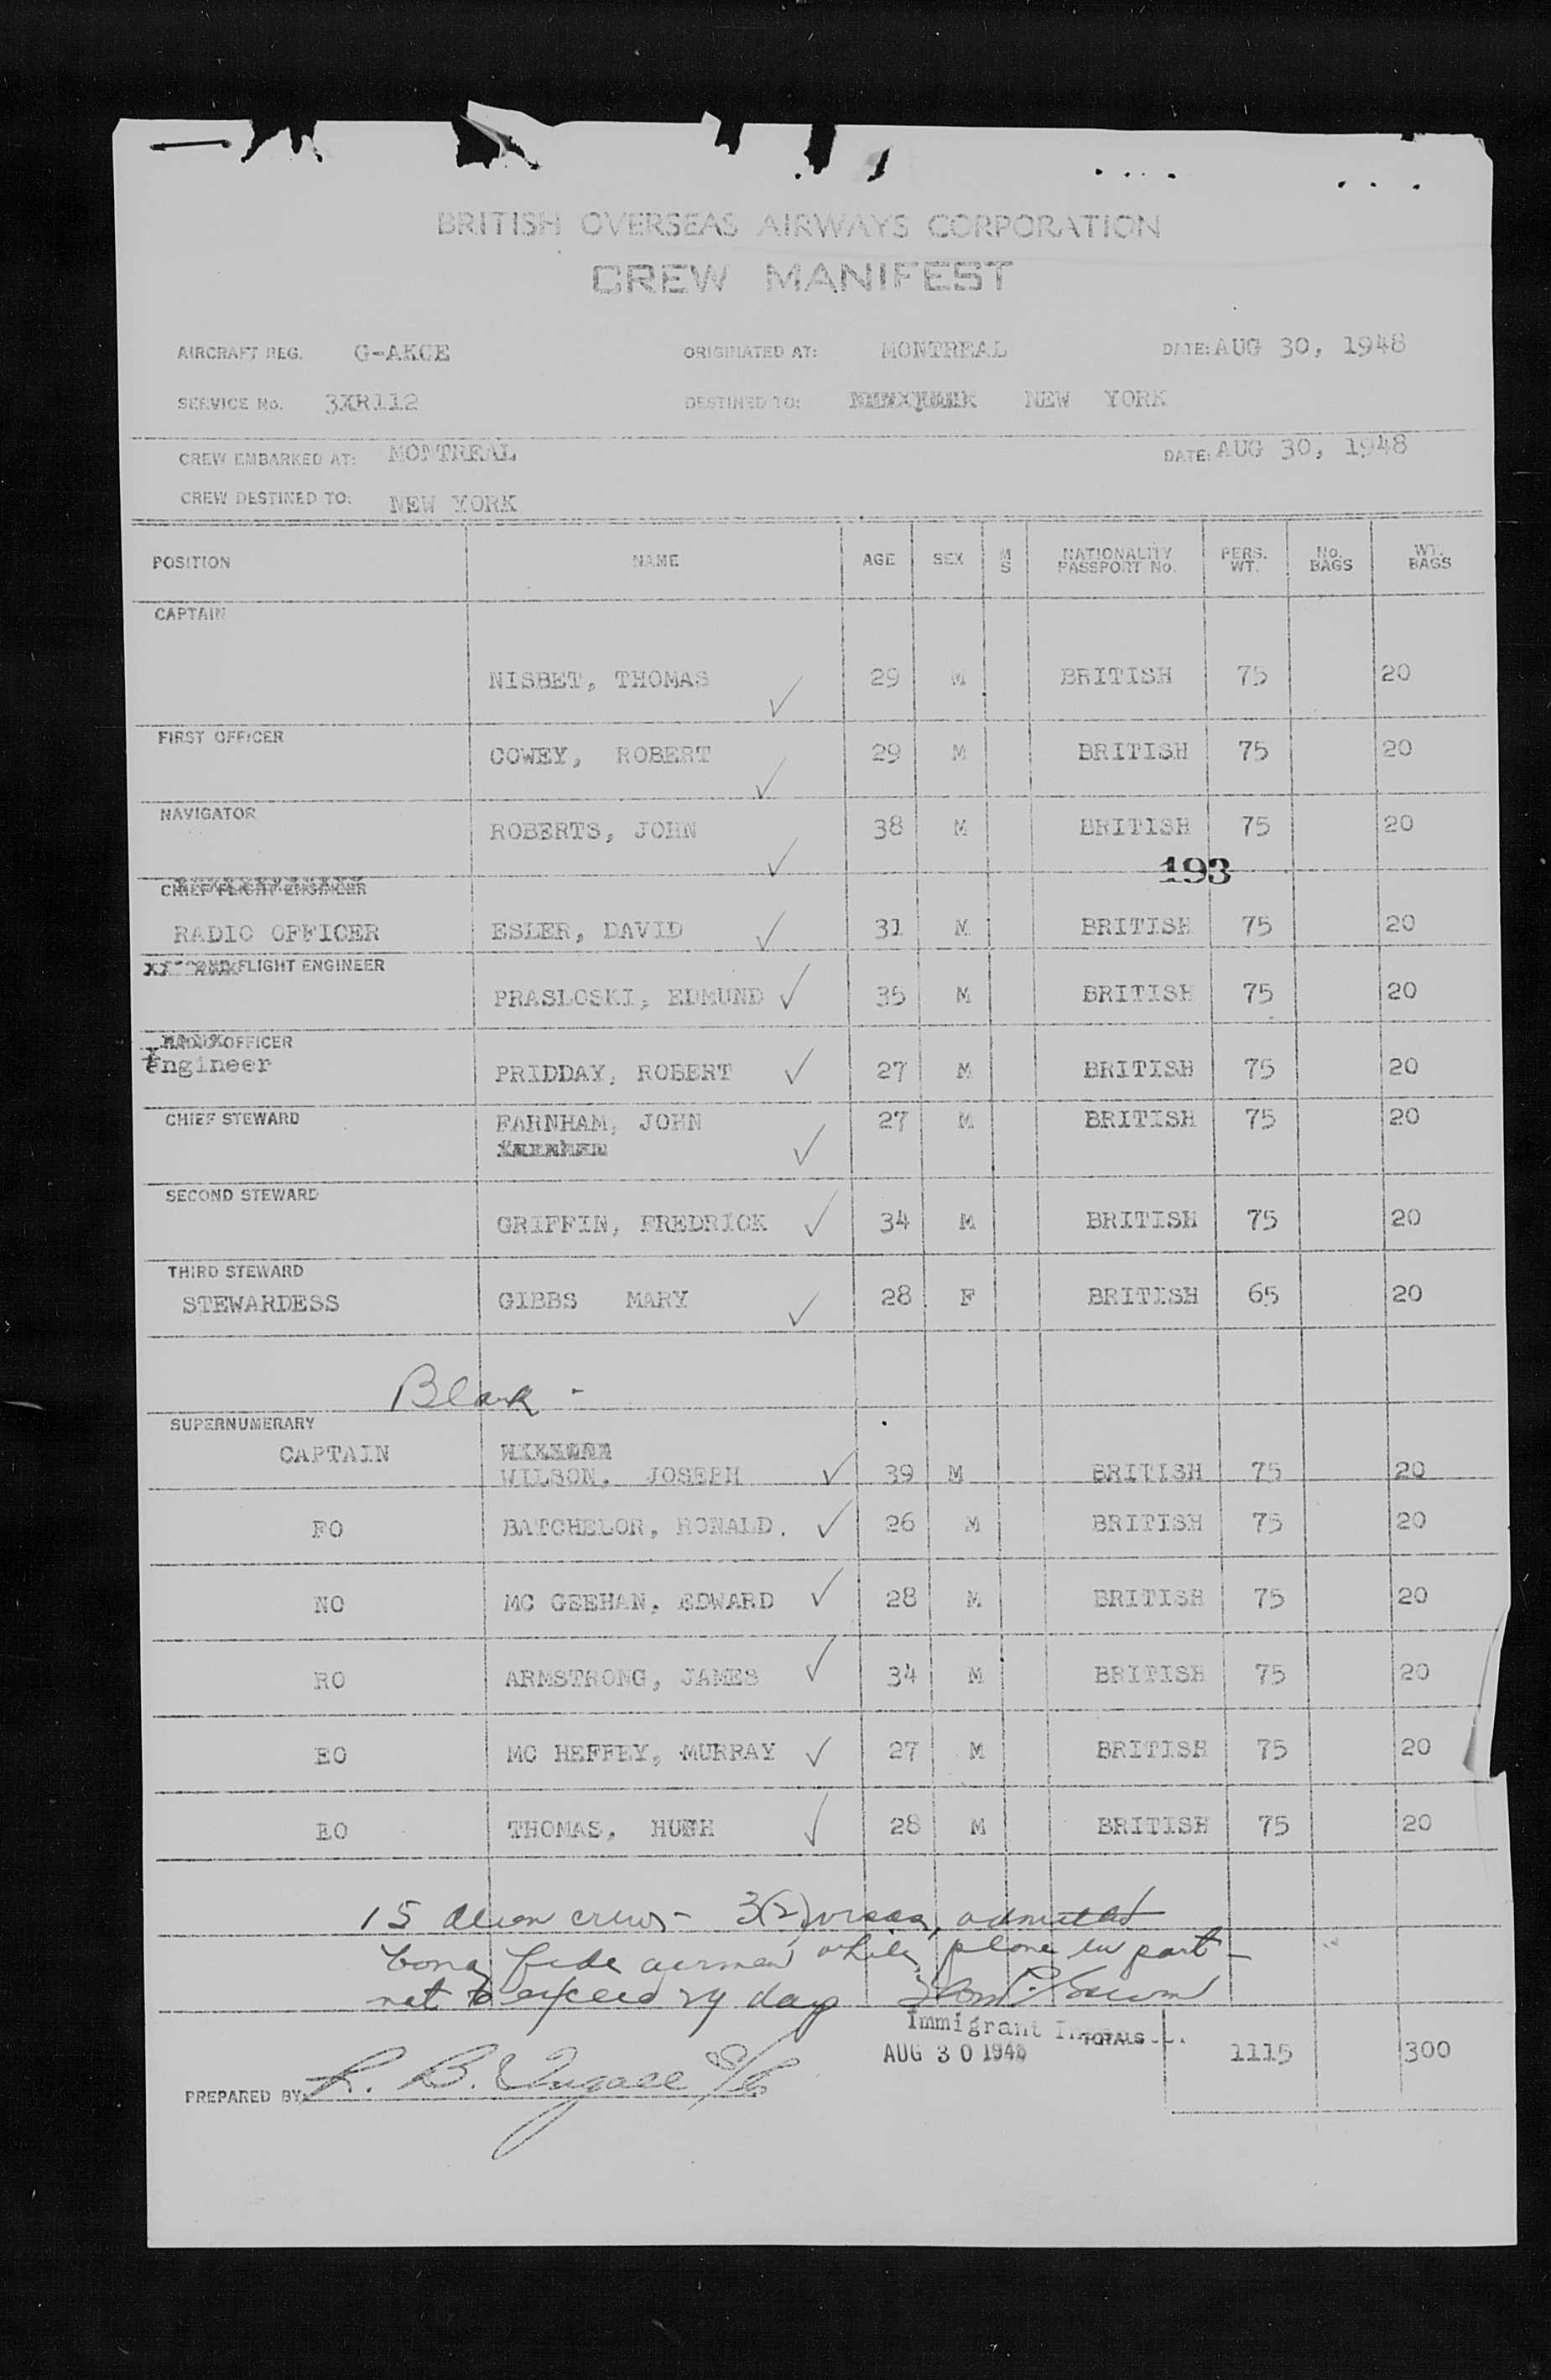 BRITISH OVERSEAS AIRWAYS CORPORATION
CREW MANIFEST
AIRCRAFT REG. G-AKCE ORIGINATED AT: MONTREAL DATE: AUG 30, 1948
SERVICE No. 3XR112 DESTINED TO: NEW YORK
CREW EMBARKED AT: MONTREAL DATE: AUG 30, 1948
CREW DESTINED TO: NEW YORK
POSITION NAME AGE SEX M S NATIONALITY PASSPORT No. PERS. WT. No. BAGS WT. BAGS
CAPTAIN
NISBET, THOMAS ✓ 29 M BRITISH 75 20
FIRST OFFICER
COWEY, ROBERT ✓ 29 M BRITISH 75 20
NAVIGATOR
ROBERTS, JOHN ✓ 38 M BRITISH 75 20
193
CHIEF FLIGHT ENGINEER
RADIO OFFICER ESLER, DAVID ✓ 31 M BRITISH 75 20
FLIGHT ENGINEER
PRASLOSKI, EDMUND ✓ 35 M BRITISH 75 20
RADIO OFFICER
Engineer PRIDDAY, ROBERT ✓ 27 M BRITISH 75 20
CHIEF STEWARD FARNHAM, JOHN ✓ 27 M BRITISH 75 20
SECOND STEWARD
GRIFFIN, FREDRICK ✓ 34 M BRITISH 75 20
THIRD STEWARD
STEWARDESS GIBBS MARY ✓ 28 F BRITISH 65 20
Blank -
SUPERNUMERARY
CAPTAIN WILSON, JOSEPH ✓ 39 M BRITISH 75 20
FO BATCHELOR, RONALD. ✓ 26 M BRITISH 75 20
NO MC GEEHAN, EDWARD ✓ 28 M BRITISH 75 20
RO ARMSTRONG, JAMES ✓ 34 M BRITISH 75 20
EO MC HEFFEY, MURRAY ✓ 27 M BRITISH 75 20
EO THOMAS, HUGH ✓ 28 M BRITISH 75 20
15 alien crews - 3(2) visas, admitted
bona fide airmen while plane in port -
not to exceed 29 days
Immigrant
AUG 30 1948 TOTALS 1115 300
PREPARED BY